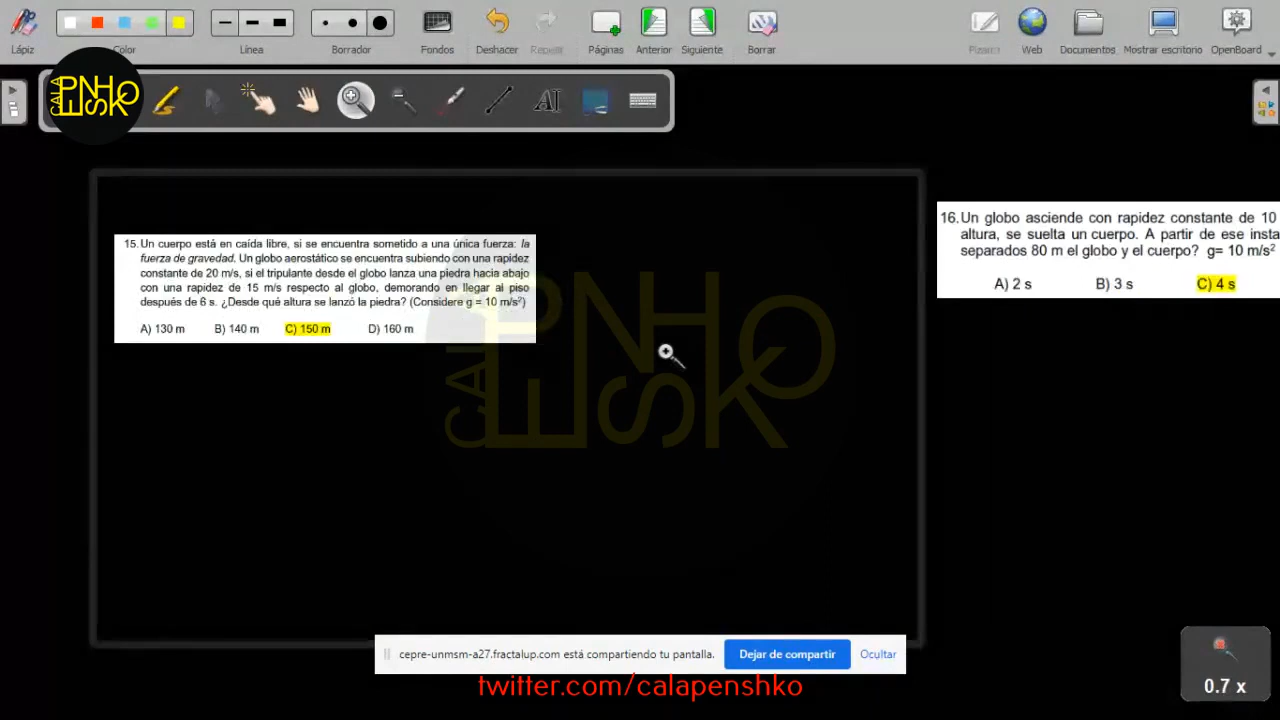 Lápiz
Color
Línea
Borrador
Fondos
Deshacer
Repetir
Páginas
Anterior
Siguiente
Borrar
Pizarra
Web
Documentos
Mostrar escritorio
OpenBoard
CALA
PENSHKO
15. Un cuerpo está en caída libre, si se encuentra sometido a una única fuerza: la
fuerza de gravedad. Un globo aerostático se encuentra subiendo con una rapidez
constante de 20 m/s, si el tripulante desde el globo lanza una piedra hacia abajo
con una rapidez de 15 m/s respecto al globo, demorando en llegar al piso
después de 6 s. ¿Desde qué altura se lanzó la piedra? (Considere g = 10 m/s²)
A) 130 m B) 140 m C) 150 m D) 160 m
16. Un globo asciende con rapidez constante de 10
altura, se suelta un cuerpo. A partir de ese insta
separados 80 m el globo y el cuerpo? g= 10 m/s²
A) 2 s B) 3 s C) 4 s
CALA
PENSHKO
cepre-unmsm-a27.fractalup.com está compartiendo tu pantalla.
Dejar de compartir
Ocultar
twitter.com/calapenshko
0.7 x